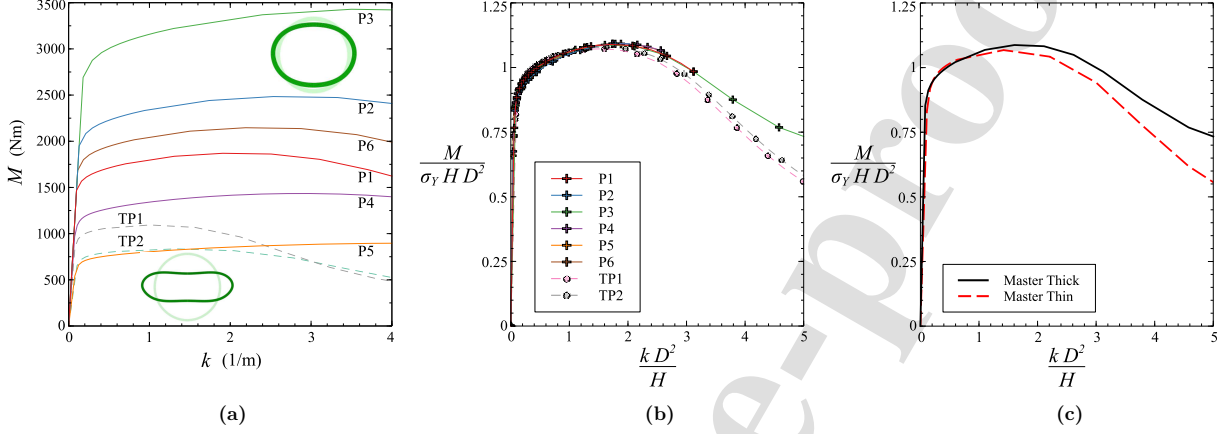 3500
3000
2500
2000
1500
1000
500
0
M (Nm)
P3
P2
P6
P1
P4
TP1
TP2
P5
0 1 2 3 4
k (1/m)
(a)
1.25
1
0.75
0.5
0.25
0
M
σY H D²
P1
P2
P3
P4
P5
P6
TP1
TP2
0 1 2 3 4 5
k D²
H
(b)
1.25
1
0.75
0.5
0.25
0
M
σY H D²
Master Thick
Master Thin
0 1 2 3 4 5
k D²
H
(c)
e-proo